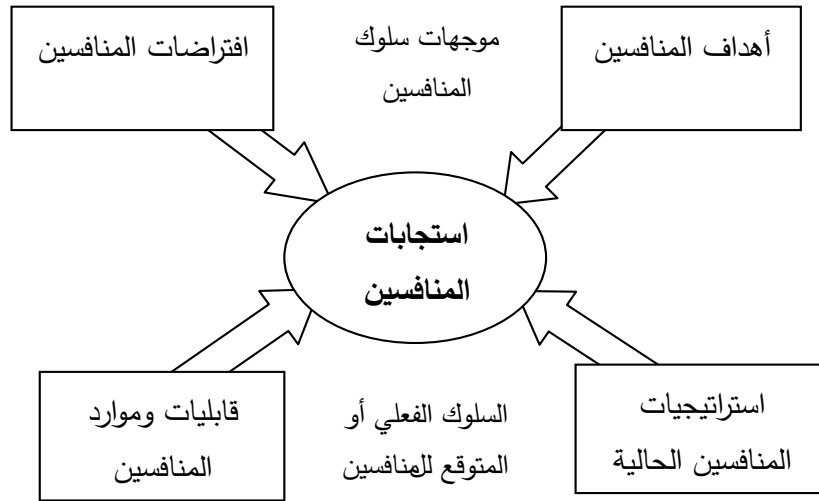 أهداف المنافسين
موجهات سلوك
المنافسين
افتراضات المنافسين
استجابات
المنافسين
استراتيجيات
المنافسين الحالية
السلوك الفعلي أو
المتوقع للمنافسين
قابليات وموارد
المنافسين